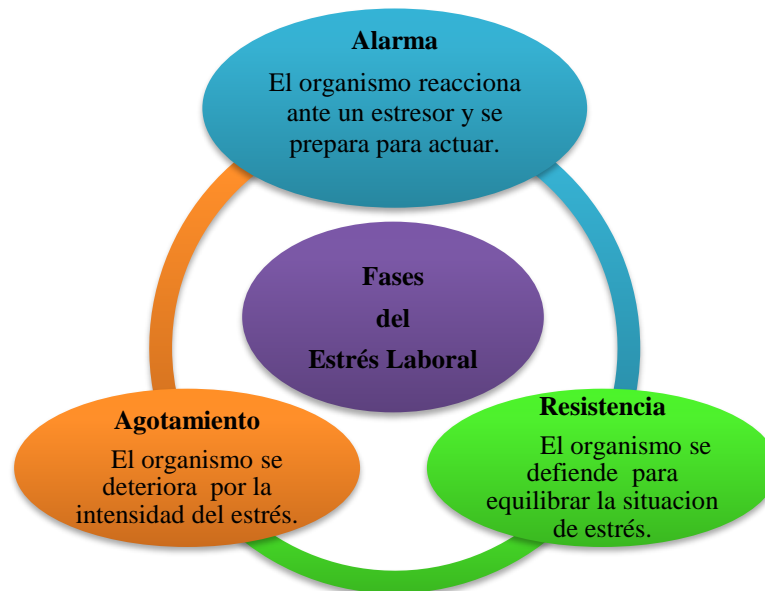 Alarma
El organismo reacciona
ante un estresor y se
prepara para actuar.
Fases
del
Estrés Laboral
Agotamiento
El organismo se
deteriora por la
intensidad del estrés.
Resistencia
El organismo se
defiende para
equilibrar la situacion
de estrés.